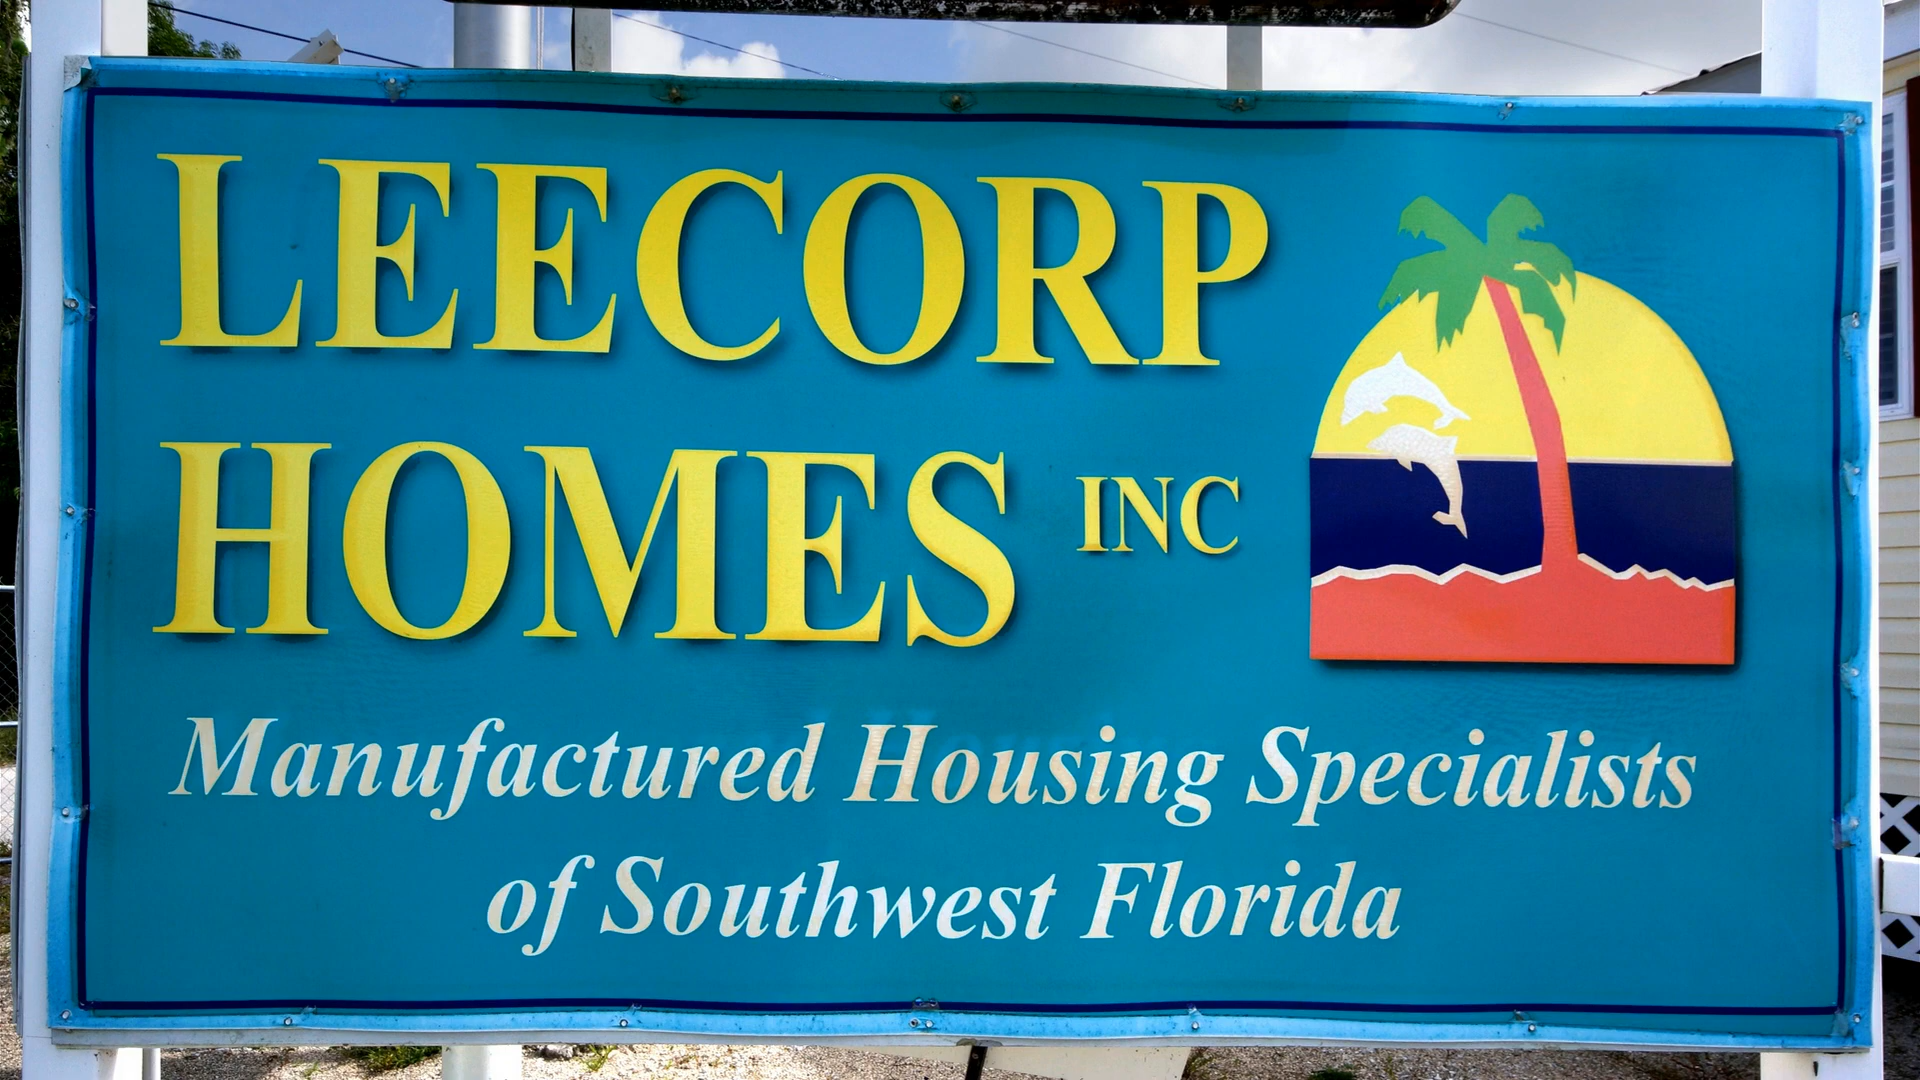 LEECORP
HOMES INC
Manufactured Housing Specialists
of Southwest Florida